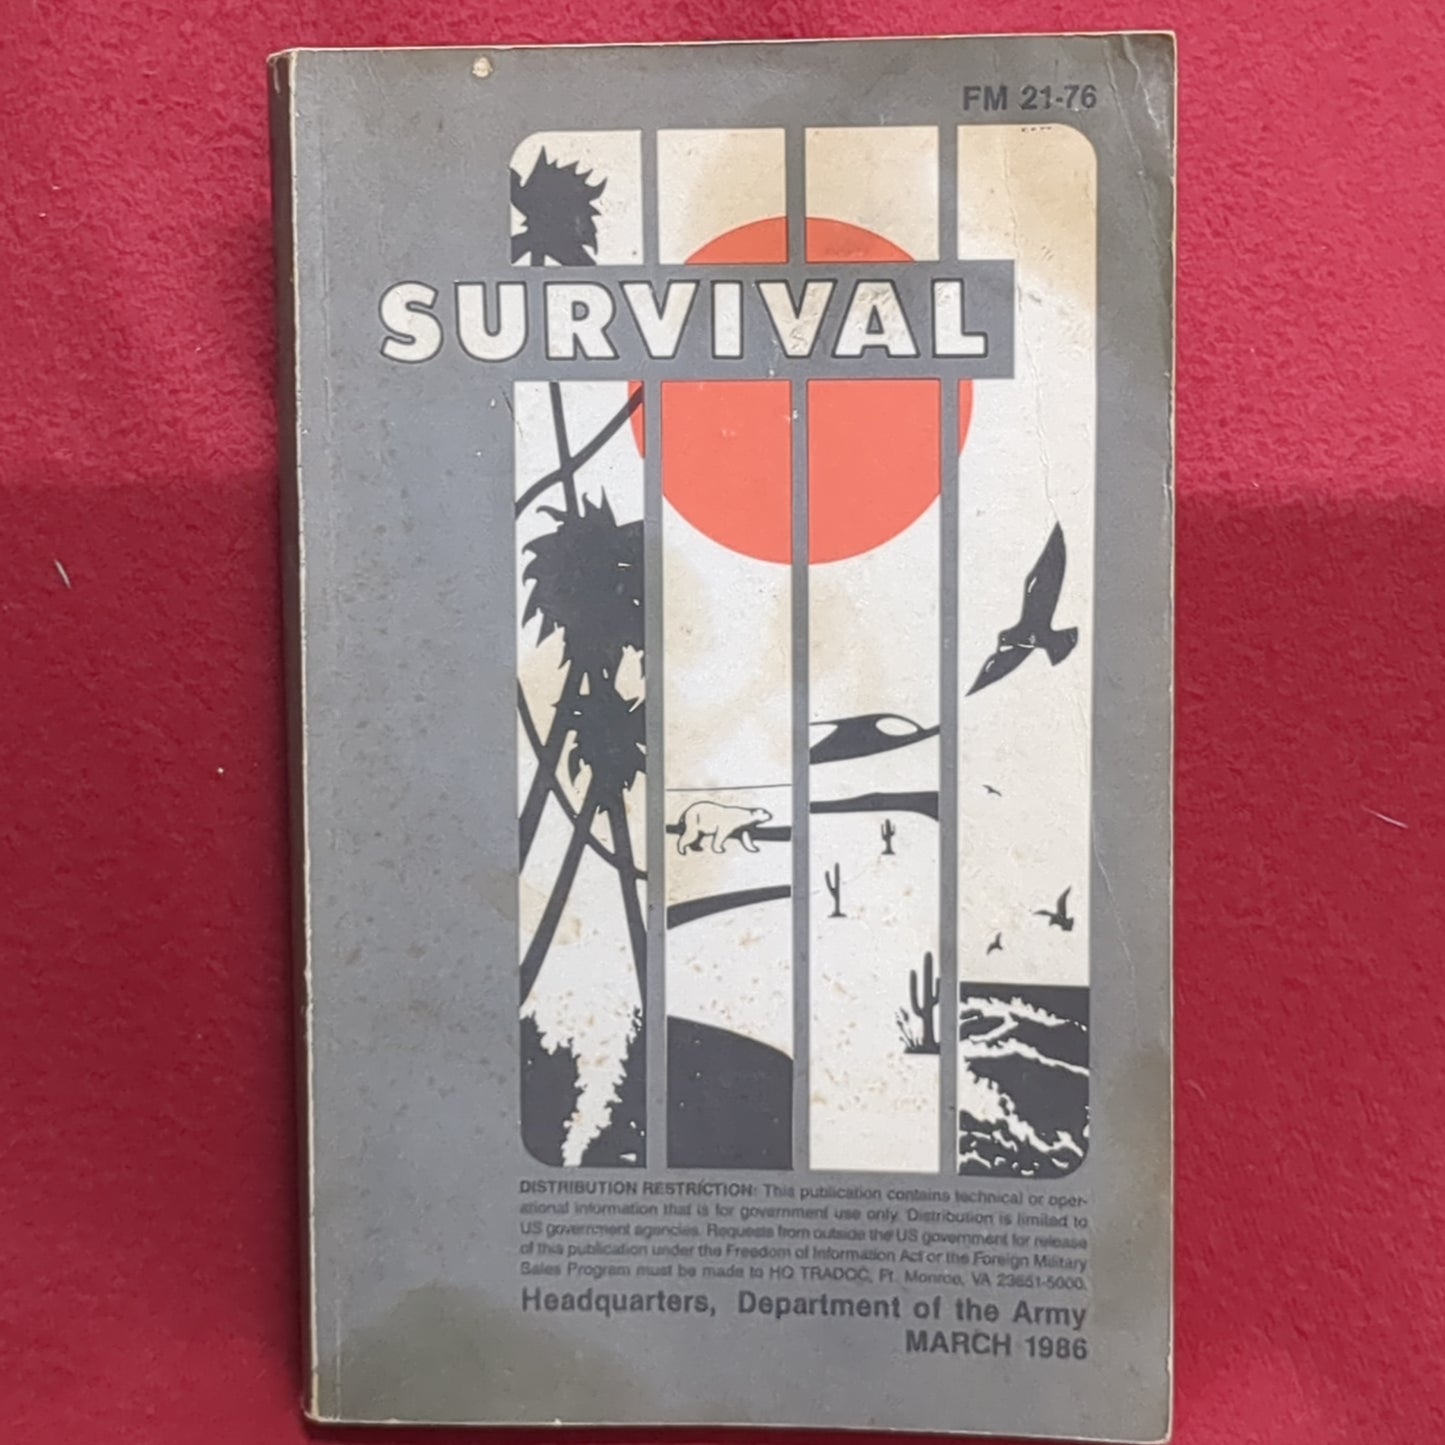 FM 21-76
SURVIVAL
DISTRIBUTION RESTRICTION: This publication contains technical or oper-
ational information that is for government use only. Distribution is limited to
US government agencies. Requests from outside the US government for release
of this publication under the Freedom of Information Act or the Foreign Military
Sales Program must be made to HQ TRADOC, Ft. Monroe, VA 23651-5000.
Headquarters, Department of the Army
MARCH 1986